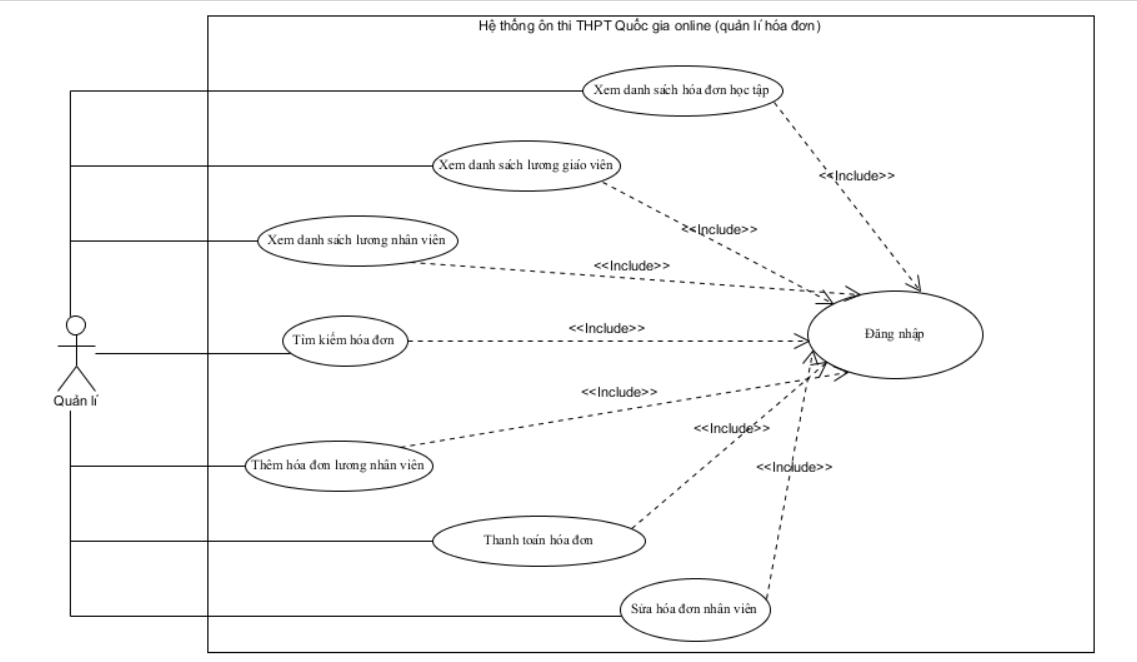 Hệ thống ôn thi THPT Quốc gia online (quản lí hóa đơn)
Xem danh sách hóa đơn học tập
Xem danh sách lương giáo viên
<<Include>>
<<Include>>
Xem danh sách lương nhân viên
<<Include>>
<<Include>>
Tìm kiếm hóa đơn
Đăng nhập
Quản lí
<<Include>>
<<Include>>
Thêm hóa đơn lương nhân viên
<<Include>>
Thanh toán hóa đơn
Sửa hóa đơn nhân viên